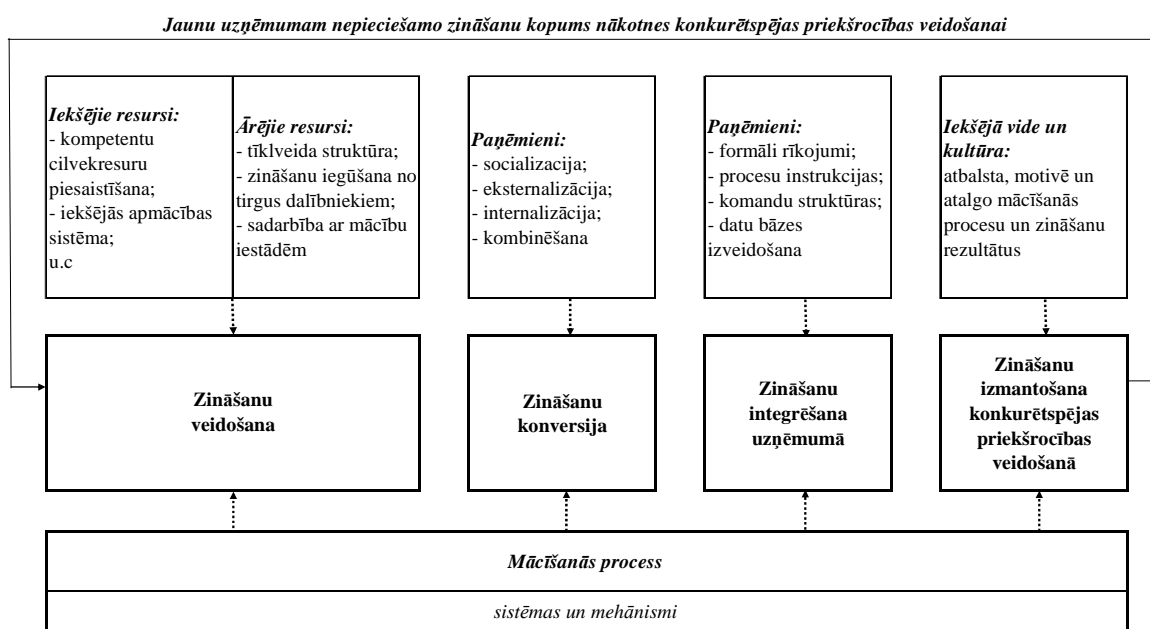 Jaunu uzņēmumam nepieciešamo zināšanu kopums nākotnes konkurētspējas priekšrocības veidošanai
Iekšējie resursi:
- kompetentu
cilvekresuru
piesaistīšana;
- iekšējās apmācības
sistēma;
u.c
Ārējie resursi:
- tīklveida struktūra;
- zināšanu iegūšana no
tirgus dalībniekiem;
- sadarbība ar mācību
iestādēm
Paņēmieni:
- socializacija;
- eksternalizācija;
- internalizācija;
- kombinēšana
Paņēmieni:
- formāli rīkojumi;
- procesu instrukcijas;
- komandu struktūras;
- datu bāzes
izveidošana
Iekšējā vide un
kultūra:
atbalsta, motivē un
atalgo mācīšanās
procesu un zināšanu
rezultātus
Zināšanu
veidošana
Zināšanu
konversija
Zināšanu
integrēšana
uzņēmumā
Zināšanu
izmantošana
konkurētspējas
priekšrocības
veidošanā
Mācīšanās process
sistēmas un mehānismi